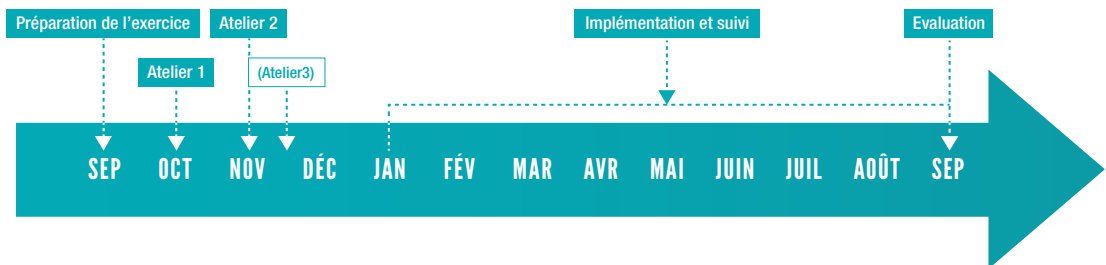 Préparation de l'exercice Atelier 2 Implémentation et suivi Evaluation
Atelier 1 (Atelier3)
SEP OCT NOV DÉC JAN FÉV MAR AVR MAI JUIN JUIL AOÛT SEP